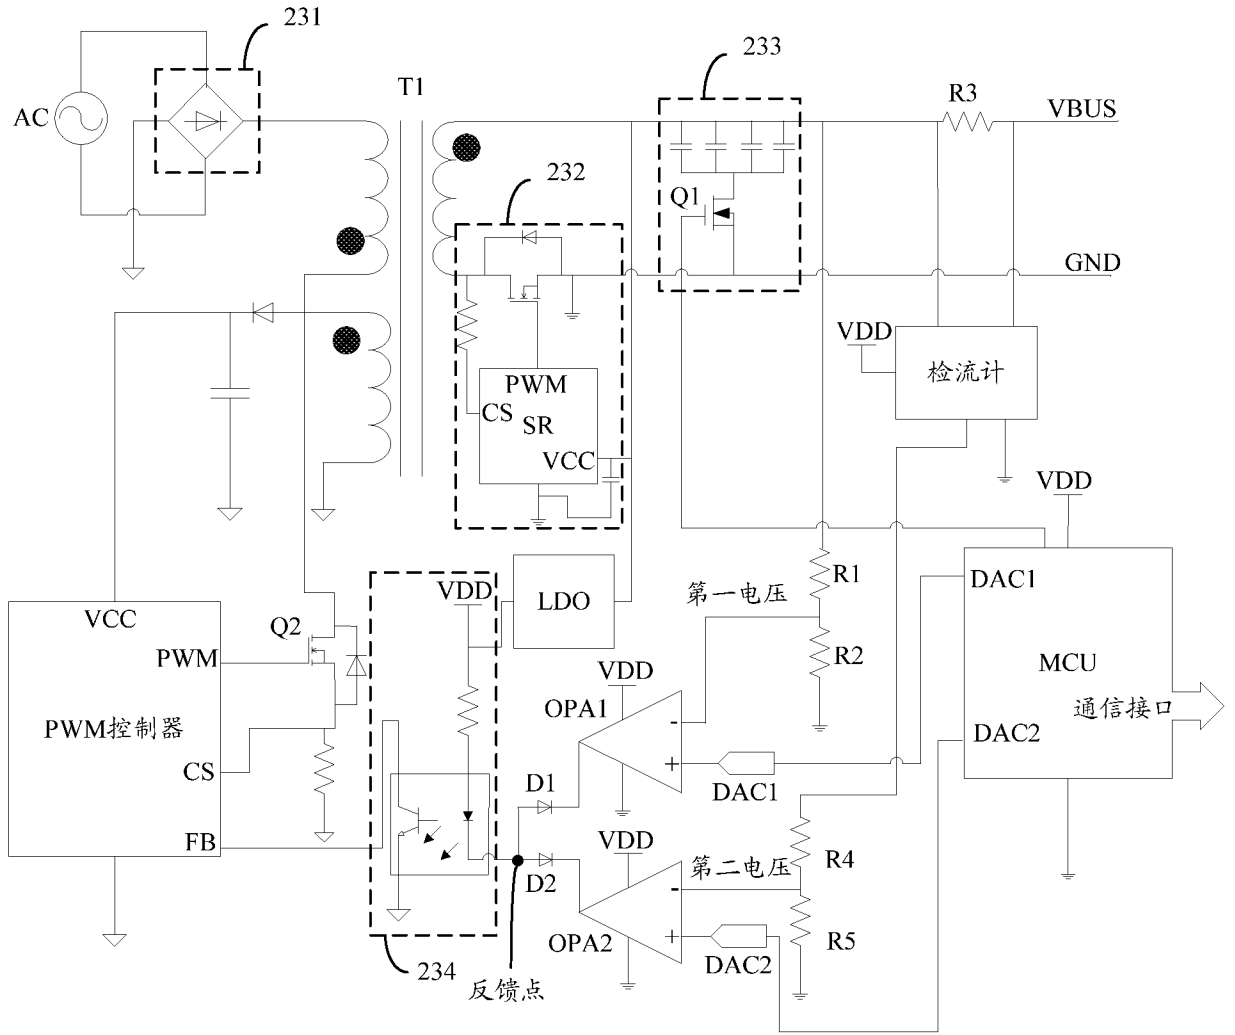 231
233
AC
T1
R3
VBUS
232
Q1
GND
VDD
检流计
PWM
CS
SR
VCC
VDD
VDD
LDO
第一电压
R1
DAC1
VCC
Q2
R2
MCU
PWM
VDD
OPA1
-
通信接口
PWM控制器
DAC2
CS
+
D1
DAC1
FB
VDD
第二电压
R4
D2
-
OPA2
+
R5
DAC2
234
反馈点